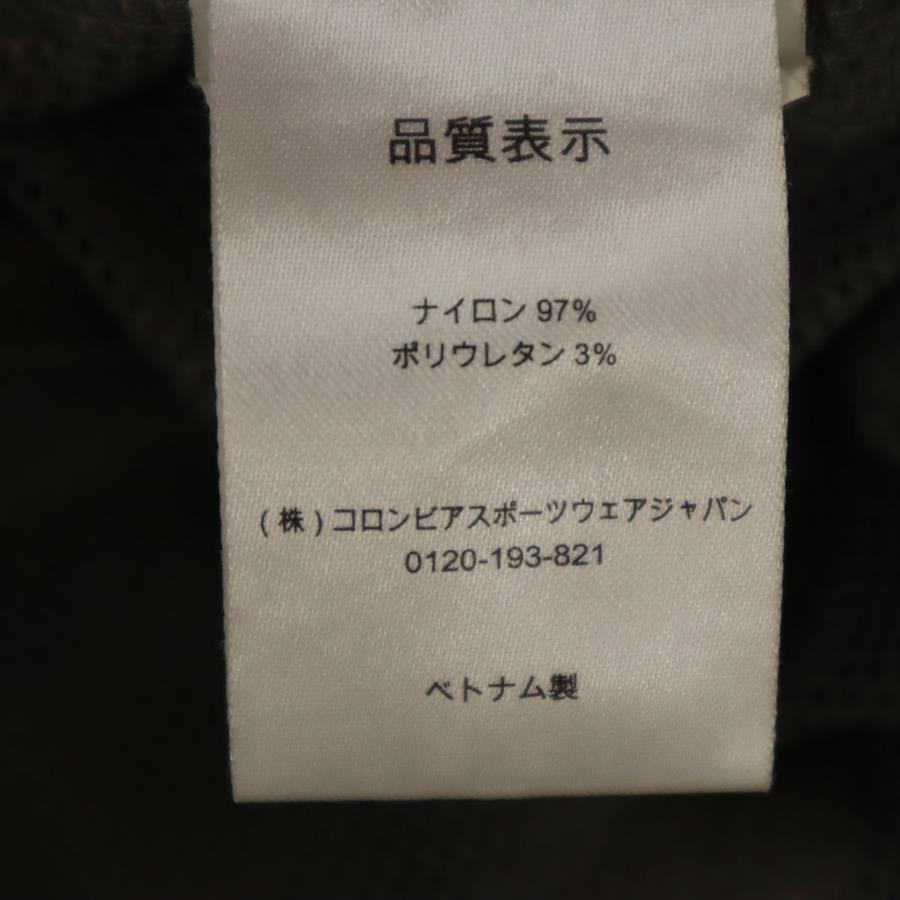 品質表示
ナイロン 97%
ポリウレタン 3%
(株)コロンビアスポーツウェアジャパン
0120-193-821
ベトナム製